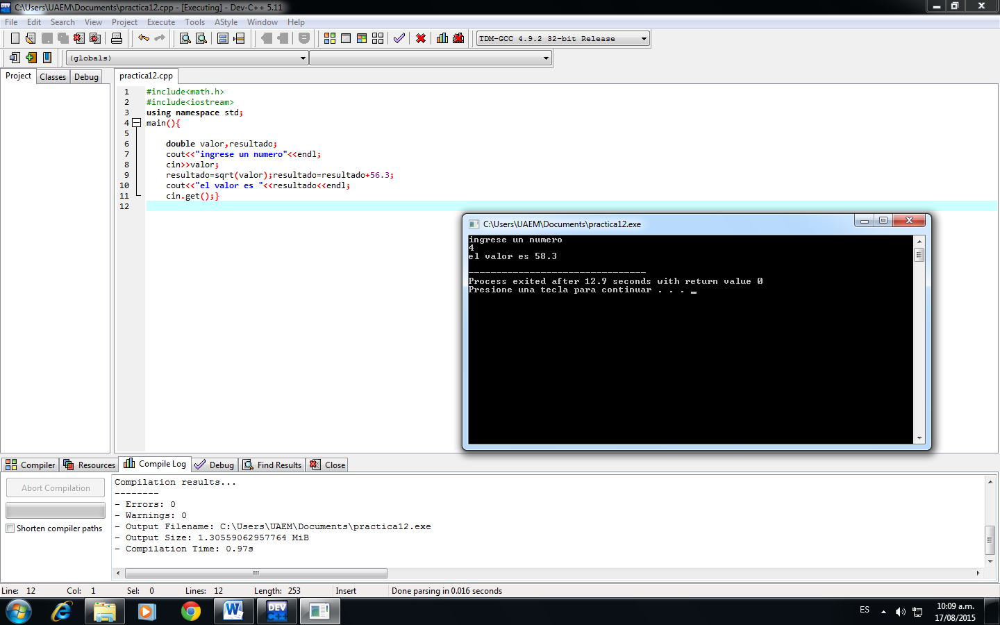 C:\Users\UAEM\Documents\practica12.cpp - [Executing] - Dev-C++ 5.11
File Edit Search View Project Execute Tools AStyle Window Help
TDM-GCC 4.9.2 32-bit Release
(globals)
Project Classes Debug
practica12.cpp
1 #include<math.h>
2 #include<iostream>
3 using namespace std;
4 main(){
5
6 double valor,resultado;
7 cout<<"ingrese un numero"<<endl;
8 cin>>valor;
9 resultado=sqrt(valor);resultado=resultado+56.3;
10 cout<<"el valor es "<<resultado<<endl;
11 cin.get();}
12
C:\Users\UAEM\Documents\practica12.exe
ingrese un numero
4
el valor es 58.3
--------------------------------
Process exited after 12.9 seconds with return value 0
Presione una tecla para continuar . . . _
Compiler Resources Compile Log Debug Find Results Close
Abort Compilation
Shorten compiler paths
Compilation results...
--------
- Errors: 0
- Warnings: 0
- Output Filename: C:\Users\UAEM\Documents\practica12.exe
- Output Size: 1.30559062957764 MiB
- Compilation Time: 0.97s
Line: 12 Col: 1 Sel: 0 Lines: 12 Length: 253 Insert Done parsing in 0.016 seconds
W DEV C++ ES 10:09 a.m.
17/08/2015